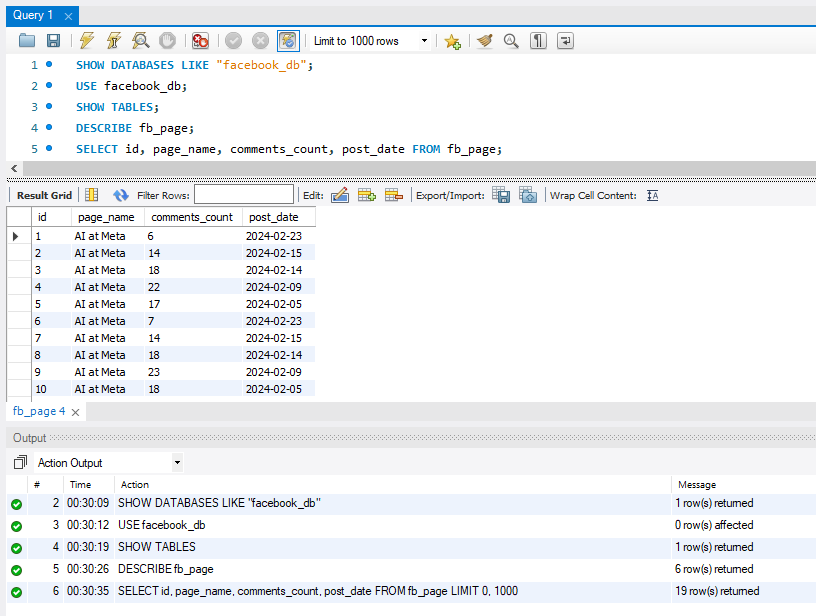 Query 1
Limit to 1000 rows
1 SHOW DATABASES LIKE "facebook_db";
2 USE facebook_db;
3 SHOW TABLES;
4 DESCRIBE fb_page;
5 SELECT id, page_name, comments_count, post_date FROM fb_page;
Result Grid Filter Rows: Edit: Export/Import: Wrap Cell Content: IA
id page_name comments_count post_date
1 AI at Meta 6 2024-02-23
2 AI at Meta 14 2024-02-15
3 AI at Meta 18 2024-02-14
4 AI at Meta 22 2024-02-09
5 AI at Meta 17 2024-02-05
6 AI at Meta 7 2024-02-23
7 AI at Meta 14 2024-02-15
8 AI at Meta 18 2024-02-14
9 AI at Meta 23 2024-02-09
10 AI at Meta 18 2024-02-05
fb_page 4
Output
Action Output
# Time Action Message
2 00:30:09 SHOW DATABASES LIKE "facebook_db" 1 row(s) returned
3 00:30:12 USE facebook_db 0 row(s) affected
4 00:30:19 SHOW TABLES 1 row(s) returned
5 00:30:26 DESCRIBE fb_page 6 row(s) returned
6 00:30:35 SELECT id, page_name, comments_count, post_date FROM fb_page LIMIT 0, 1000 19 row(s) returned